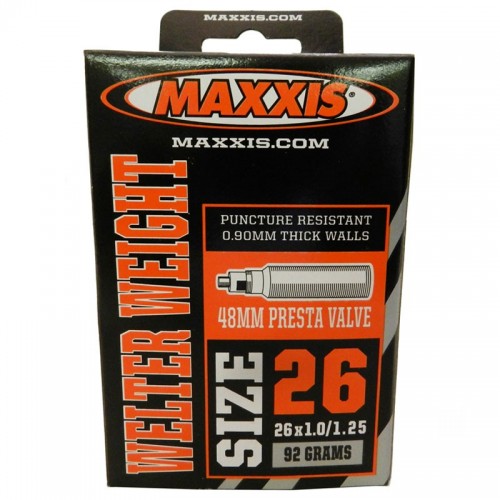 MAXXIS.COM
MAXXIS®
MAXXIS.COM
WELTER WEIGHT
PUNCTURE RESISTANT
0.90MM THICK WALLS
48MM PRESTA VALVE
SIZE
26
26x1.0/1.25
92 GRAMS